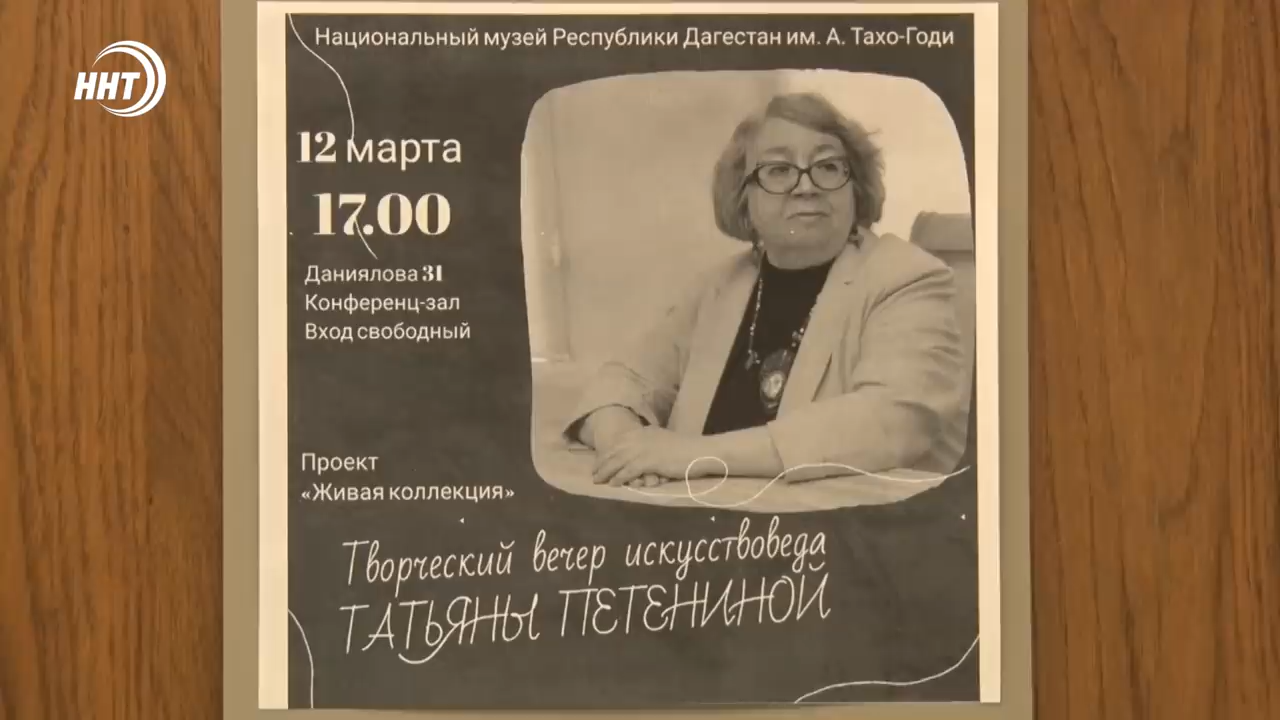 ННТ
Национальный музей Республики Дагестан им. А. Тахо-Годи
12 марта
17.00
Даниялова 31
Конференц-зал
Вход свободный
Проект
«Живая коллекция»
Творческий вечер искусствоведа
ТАТЬЯНЫ ПЕТЕНИНОЙ